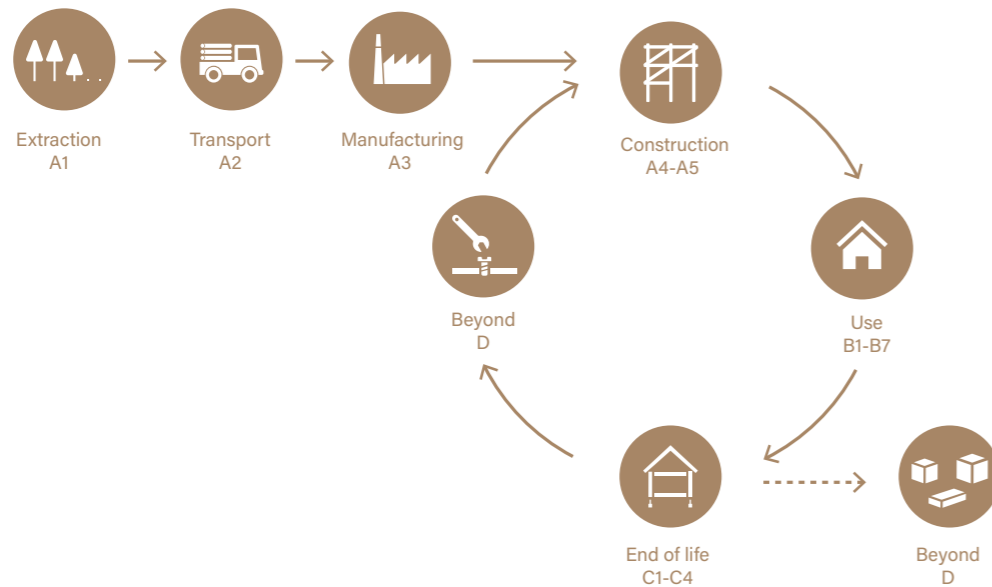 Extraction
A1
Transport
A2
Manufacturing
A3
Construction
A4-A5
Beyond
D
Use
B1-B7
End of life
C1-C4
Beyond
D